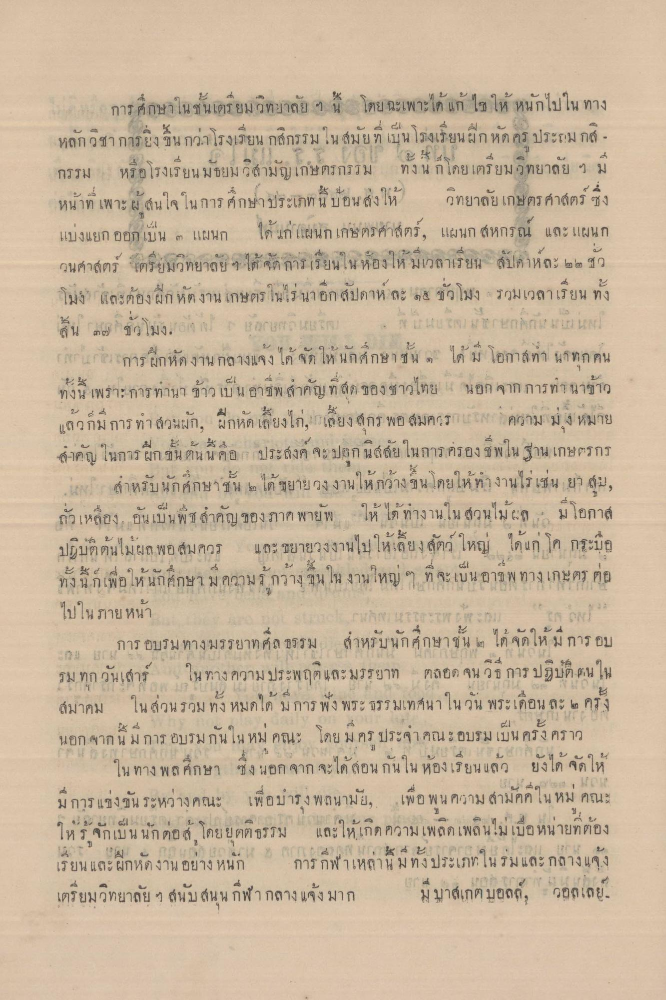 การศึกษาในชั้นเตรียมวิทยาลัย ฯ นี้ โดยฉะเพาะได้แก้ไขให้หนักไปในทาง
หลักวิชาการยิ่งขึ้นกว่าโรงเรียนกสิกรรมในสมัยที่เป็นโรงเรียนฝึกหัดครูประถมกสิ-
กรรม หรือโรงเรียนมัธยมวิสามัญเกษตรกรรม ทั้งนี้ก็โดยเตรียมวิทยาลัย ฯ มี
หน้าที่เพาะผู้สนใจในการศึกษาประเภทนี้ป้อนส่งให้ วิทยาลัยเกษตรศาสตร์ซึ่ง
แบ่งแยกออกเป็น ๓ แผนก ได้แก่แผนกเกษตรศาสตร์, แผนกสหกรณ์ และแผนก
วนศาสตร์ เตรียมวิทยาลัย ฯ ได้จัดการเรียนในห้องให้มีเวลาเรียน สัปดาห์ละ ๒๒ ชั่ว
โมง และต้องฝึกหัดงานเกษตรในไร่นาอีกสัปดาห์ละ ๑๕ ชั่วโมง รวมเวลาเรียนทั้ง
สิ้น ๓๗ ชั่วโมง.
การฝึกหัดงานกลางแจ้งได้จัดให้นักศึกษาชั้น ๑ ได้มีโอกาสทำนาทุกคน
ทั้งนี้เพราะการทำนาข้าวเป็นอาชีพสำคัญที่สุดของชาวไทย นอกจากการทำนาข้าว
แล้วก็มีการทำสวนผัก, ฝึกหัดเลี้ยงไก่, เลี้ยงสุกรพอสมควร ความมุ่งหมาย
สำคัญในการฝึกขั้นต้นนี้คือ ประสงค์จะปลูกนิสสัยในการครองชีพในฐานเกษตรกร
สำหรับนักศึกษาชั้น ๒ ได้ขยายวงงานให้กว้างขึ้นโดยให้ทำงานไร่เช่น ยาสูบ,
ถั่วเหลือง อันเป็นพืชสำคัญของภาคพายัพ ให้ได้ทำงานในสวนไม้ผล มีโอกาส
ปฏิบัติต้นไม้ผลพอสมควร และขยายวงงานไปให้เลี้ยงสัตว์ใหญ่ ได้แก่ โค กระบือ
ทั้งนี้ก็เพื่อให้นักศึกษามีความรู้กว้างขึ้นในงานใหญ่ๆ ที่จะเป็นอาชีพทางเกษตรต่อ
ไปในภายหน้า
การอบรมทางมรรยาทศีลธรรม สำหรับนักศึกษาชั้น ๒ ได้จัดให้มีการอบ
รมทุกวันเสาร์ ในทางความประพฤติและมรรยาท ตลอดจนวิธีการปฏิบัติตนใน
สมาคม ในส่วนรวมทั้งหมดได้มีการฟังพระธรรมเทศนาในวันพระเดือนละ ๒ ครั้ง
นอกจากนี้มีการอบรมกันในหมู่คณะ โดยมีครูประจำคณะอบรมเป็นครั้งคราว
ในทางพลศึกษา ซึ่งนอกจากจะได้สอนกันในห้องเรียนแล้ว ยังได้จัดให้
มีการแข่งขันระหว่างคณะ เพื่อบำรุงพลนามัย, เพื่อพูนความสามัคคีในหมู่คณะ
ให้รู้จักเป็นนักต่อสู้โดยยุตติธรรม และให้เกิดความเพลิดเพลินไม่เบื่อหน่ายที่ต้อง
เรียนและฝึกหัดงานอย่างหนัก การกีฬาเหล่านี้มีทั้งประเภทในร่มและกลางแจ้ง
เตรียมวิทยาลัย ฯ สนับสนุนกีฬากลางแจ้งมาก มีบาสเกตบอลล์, วอลเลย์-